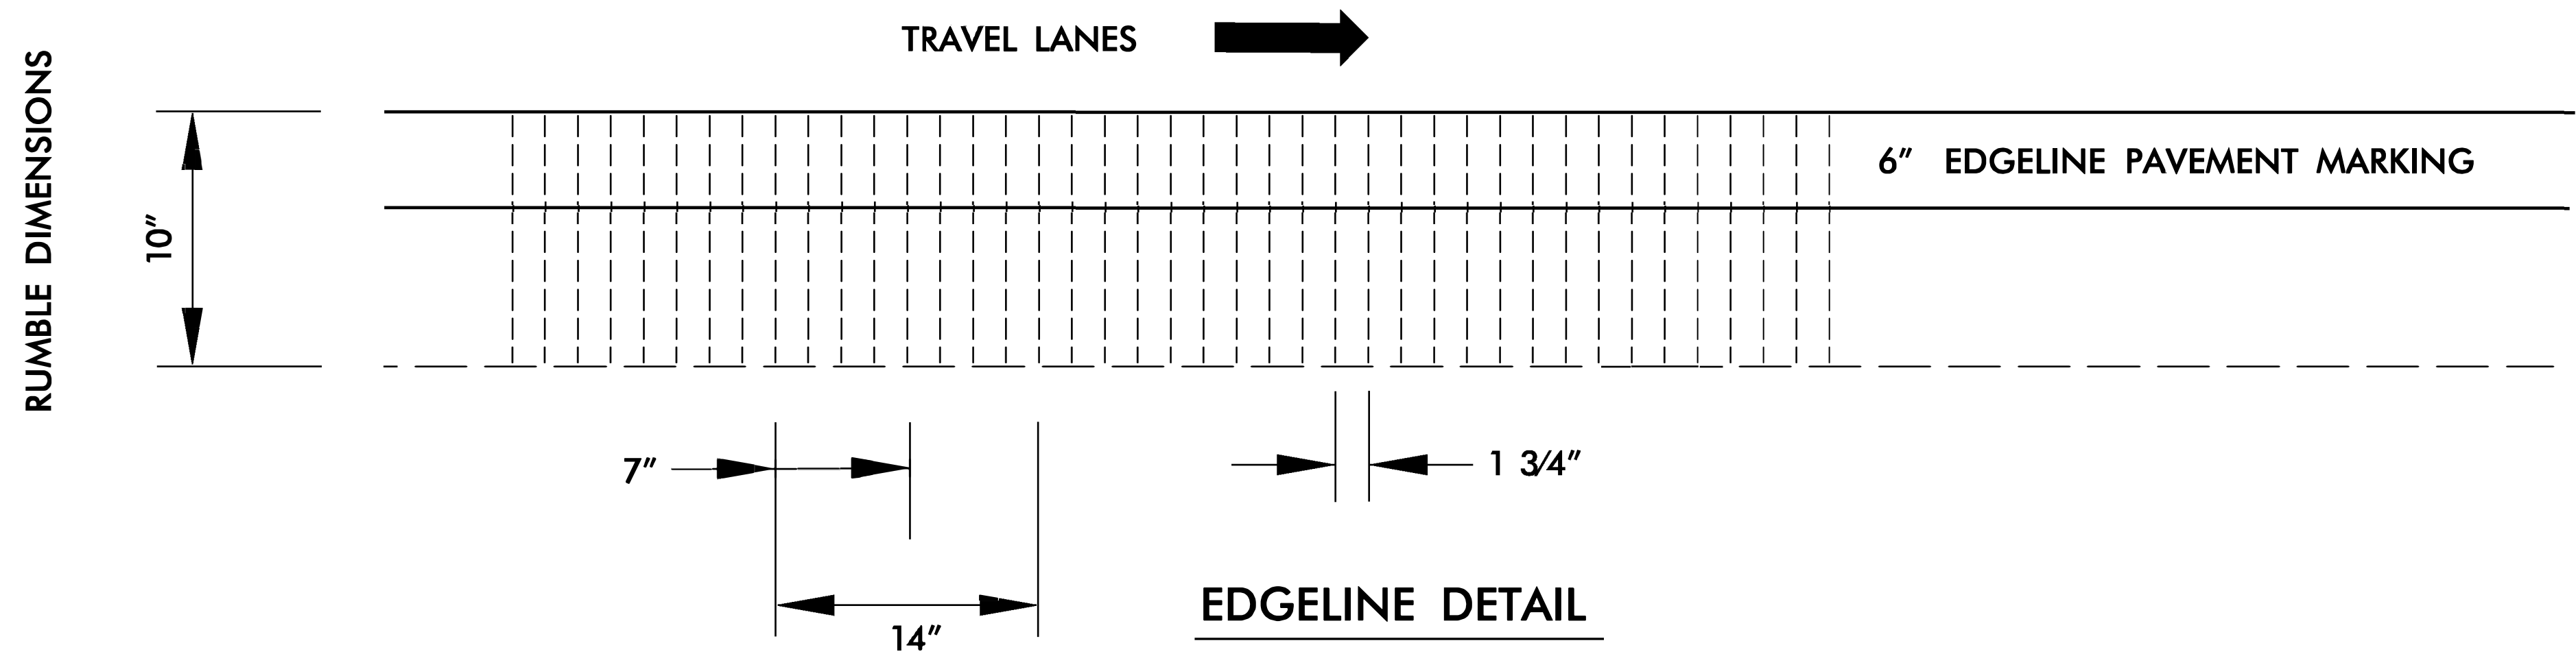 TRAVEL LANES
RUMBLE DIMENSIONS
10"
6" EDGELINE PAVEMENT MARKING
7"
1 3/4"
14"
EDGELINE DETAIL